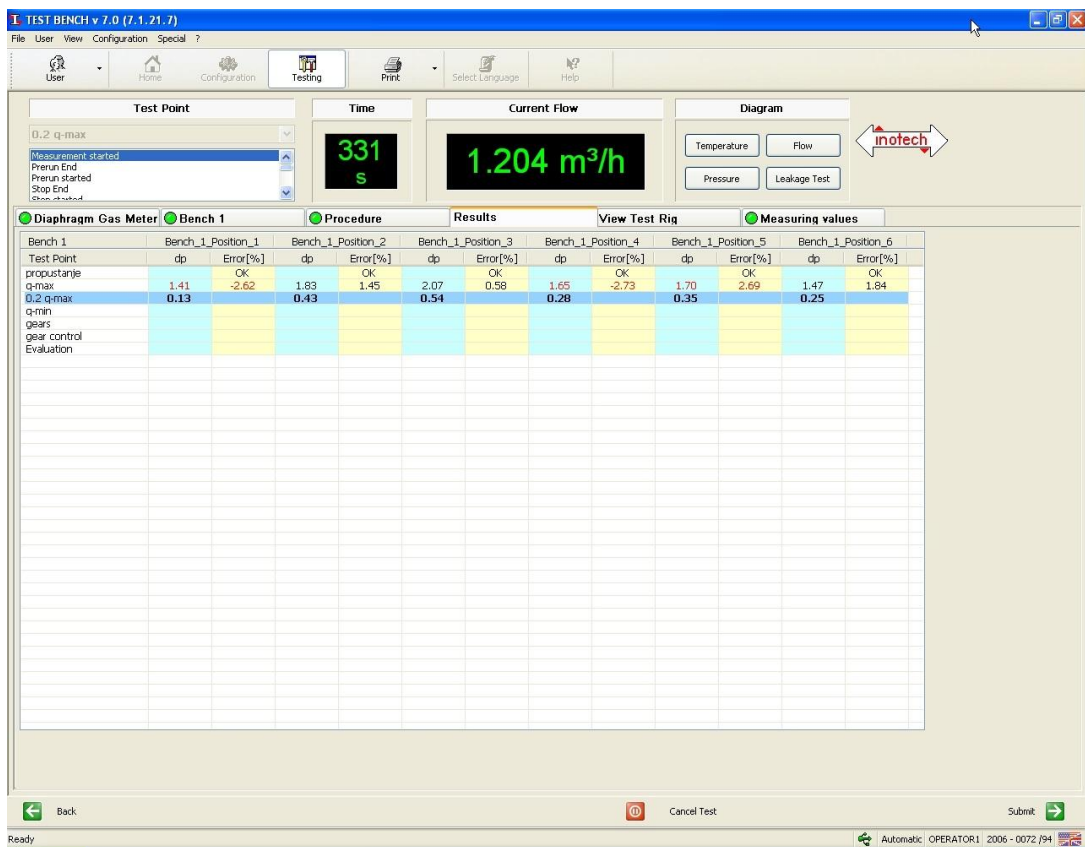 TEST BENCH v 7.0 (7.1.21.7)
File User View Configuration Special ?
User Home Configuration Testing Print Select Language Help
Test Point Time Current Flow Diagram
0.2 q-max
Measurement started
Prerun End
Prerun started
Stop End
Stop started
331
s
1.204 m³/h
Temperature Flow
Pressure Leakage Test
inotech
Diaphragm Gas Meter Bench 1 Procedure Results View Test Rig Measuring values
Bench 1 Bench_1_Position_1 Bench_1_Position_2 Bench_1_Position_3 Bench_1_Position_4 Bench_1_Position_5 Bench_1_Position_6
Test Point dp Error[%] dp Error[%] dp Error[%] dp Error[%] dp Error[%] dp Error[%]
propustanje OK OK OK OK OK OK
q-max 1.41 -2.62 1.83 1.45 2.07 0.58 1.65 -2.73 1.70 2.69 1.47 1.84
0.2 q-max 0.13 0.43 0.54 0.28 0.35 0.25
q-min
gears
gear control
Evaluation
Back Cancel Test Submit
Ready Automatic OPERATOR1 2006 - 0072 /94